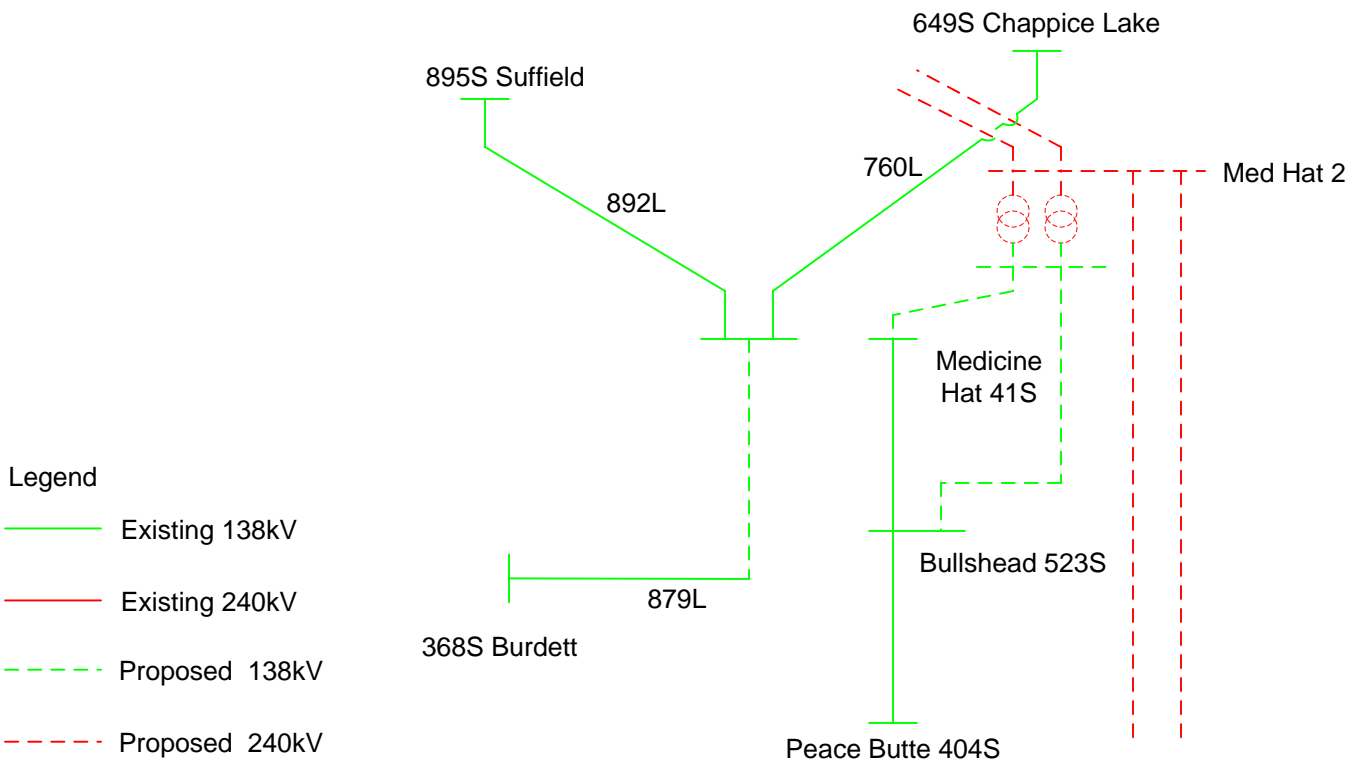 649S Chappice Lake
895S Suffield
760L
Med Hat 2
892L
Medicine
Hat 41S
Legend
Existing 138kV
Bullshead 523S
Existing 240kV
879L
368S Burdett
Proposed 138kV
Proposed 240kV
Peace Butte 404S